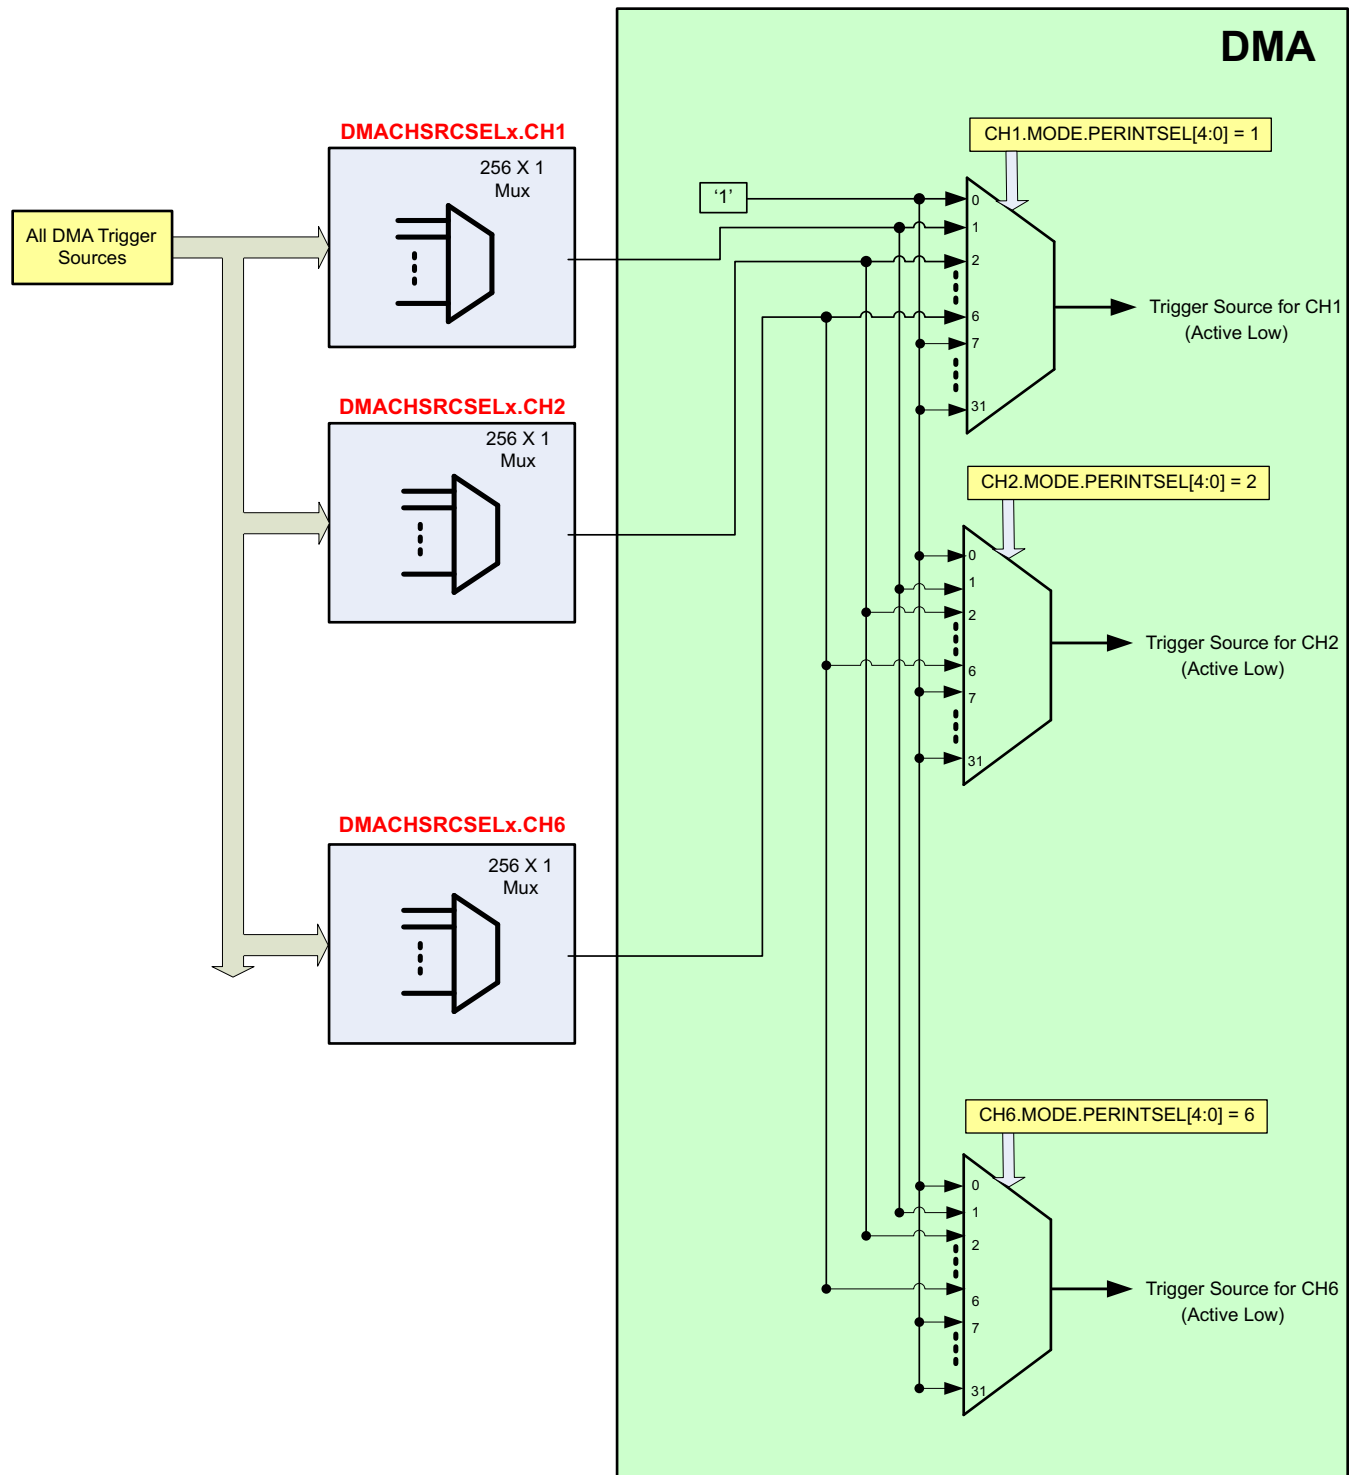 DMA
DMACHSRCSELx.CH1
256 X 1
Mux
All DMA Trigger
Sources
CH1.MODE.PERINTSEL[4:0] = 1
‘1’
0
1
2
6
7
31
Trigger Source for CH1
(Active Low)
DMACHSRCSELx.CH2
256 X 1
Mux
CH2.MODE.PERINTSEL[4:0] = 2
0
1
2
6
7
31
Trigger Source for CH2
(Active Low)
DMACHSRCSELx.CH6
256 X 1
Mux
CH6.MODE.PERINTSEL[4:0] = 6
0
1
2
6
7
31
Trigger Source for CH6
(Active Low)